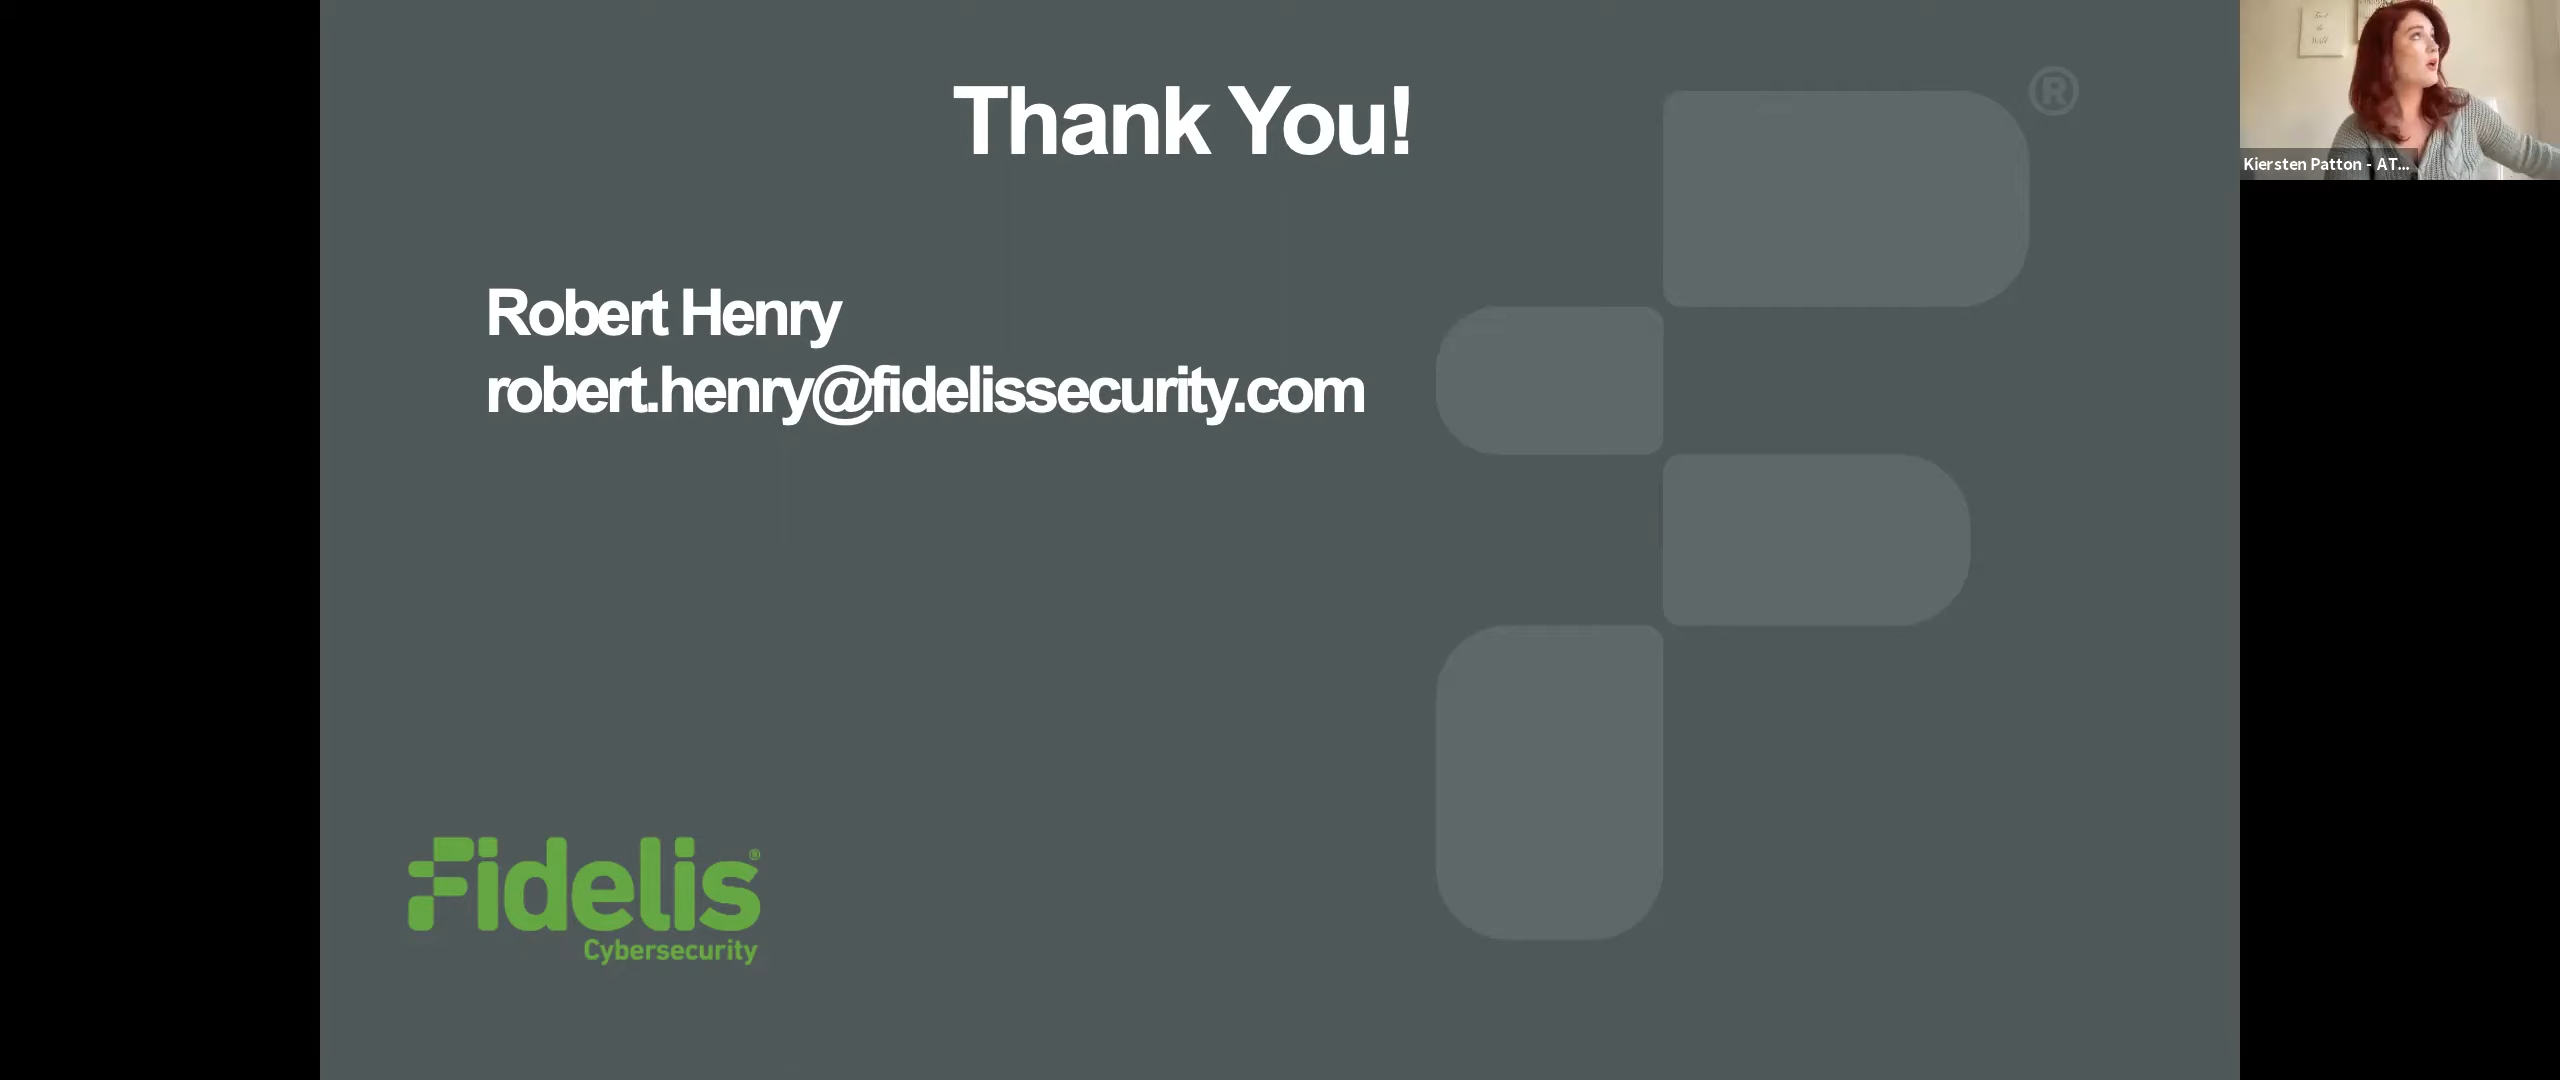 Thank You!
®
Robert Henry
robert.henry@fidelissecurity.com
Kiersten Patton - AT...
Fidelis®
Cybersecurity